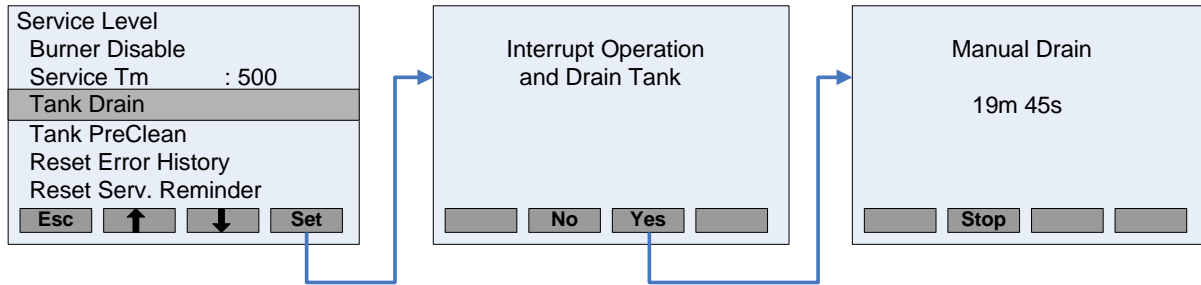 Service Level
Burner Disable
Service Tm : 500
Tank Drain
Tank PreClean
Reset Error History
Reset Serv. Reminder
Esc Set
Interrupt Operation
and Drain Tank
No Yes
Manual Drain
19m 45s
Stop